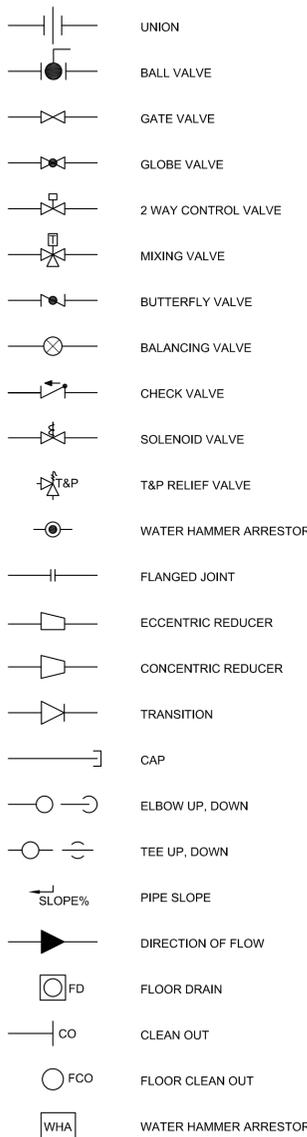 UNION
BALL VALVE
GATE VALVE
GLOBE VALVE
2 WAY CONTROL VALVE
T MIXING VALVE
BUTTERFLY VALVE
BALANCING VALVE
CHECK VALVE
SOLENOID VALVE
T&P T&P RELIEF VALVE
WATER HAMMER ARRESTOR
FLANGED JOINT
ECCENTRIC REDUCER
CONCENTRIC REDUCER
TRANSITION
CAP
ELBOW UP, DOWN
TEE UP, DOWN
SLOPE% PIPE SLOPE
DIRECTION OF FLOW
FD FLOOR DRAIN
CO CLEAN OUT
FCO FLOOR CLEAN OUT
WHA WATER HAMMER ARRESTOR